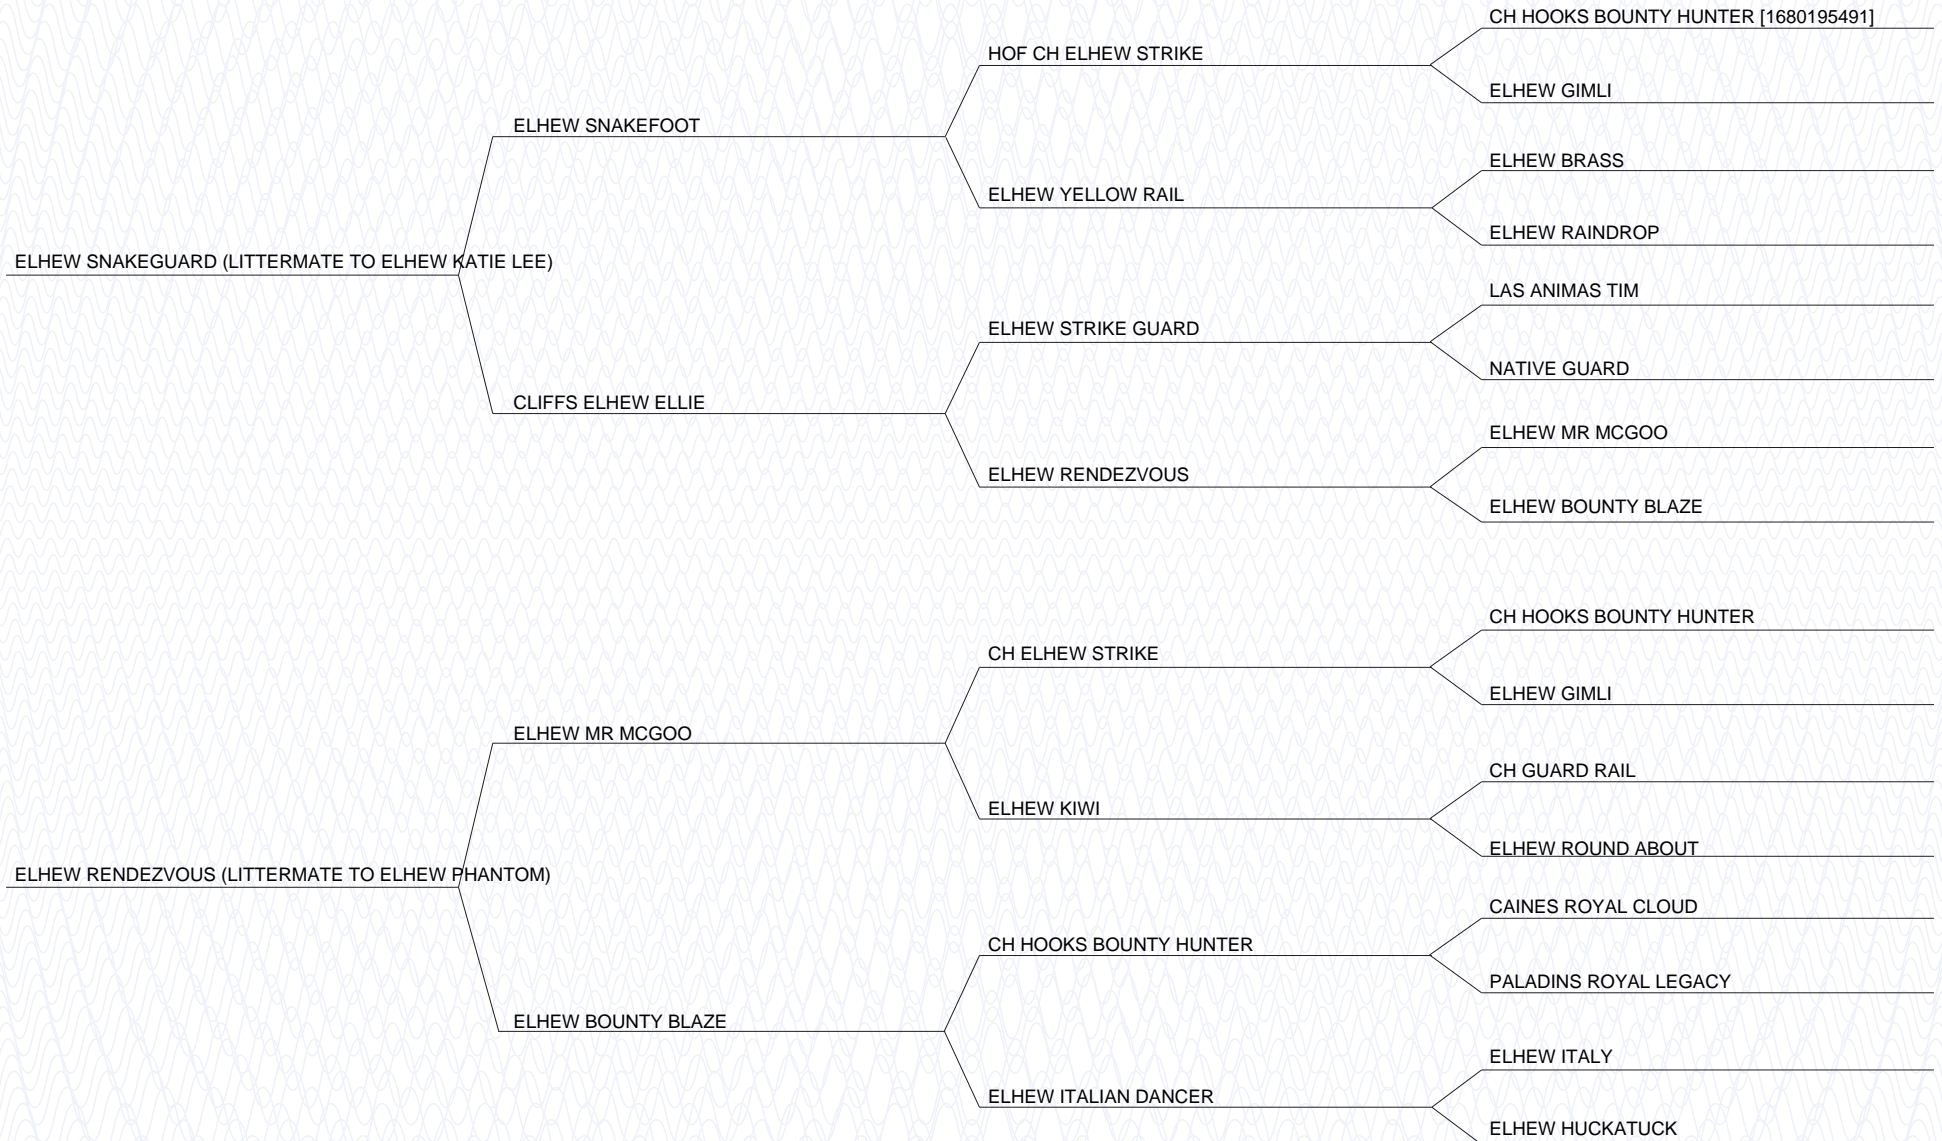 CH HOOKS BOUNTY HUNTER [1680195491]
HOF CH ELHEW STRIKE
ELHEW GIMLI
ELHEW SNAKEFOOT
ELHEW BRASS
ELHEW YELLOW RAIL
ELHEW RAINDROP
ELHEW SNAKEGUARD (LITTERMATE TO ELHEW KATIE LEE)
LAS ANIMAS TIM
ELHEW STRIKE GUARD
NATIVE GUARD
CLIFFS ELHEW ELLIE
ELHEW MR MCGOO
ELHEW RENDEZVOUS
ELHEW BOUNTY BLAZE
CH HOOKS BOUNTY HUNTER
CH ELHEW STRIKE
ELHEW GIMLI
ELHEW MR MCGOO
CH GUARD RAIL
ELHEW KIWI
ELHEW ROUND ABOUT
ELHEW RENDEZVOUS (LITTERMATE TO ELHEW PHANTOM)
CAINES ROYAL CLOUD
CH HOOKS BOUNTY HUNTER
PALADINS ROYAL LEGACY
ELHEW BOUNTY BLAZE
ELHEW ITALY
ELHEW ITALIAN DANCER
ELHEW HUCKATUCK